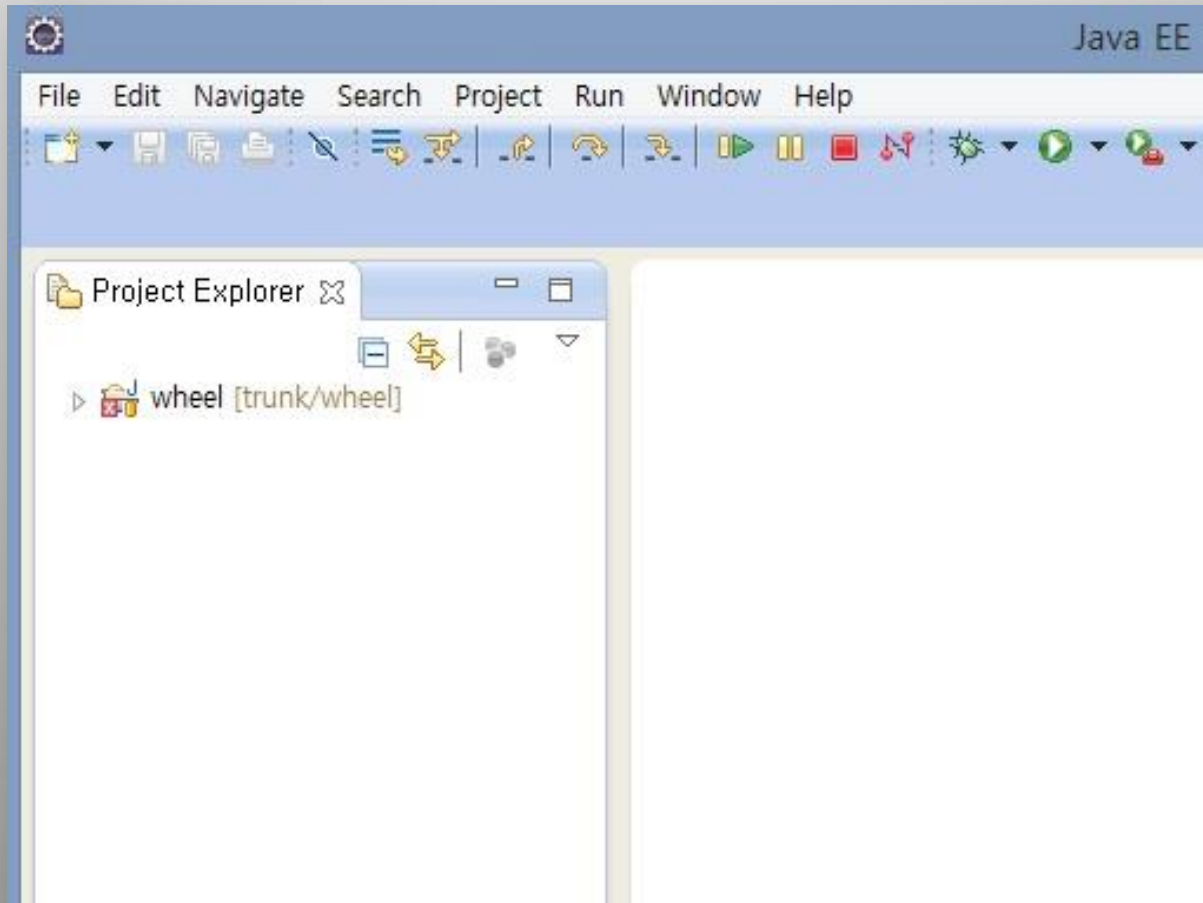 Java EE
File Edit Navigate Search Project Run Window Help
Project Explorer
wheel [trunk/wheel]